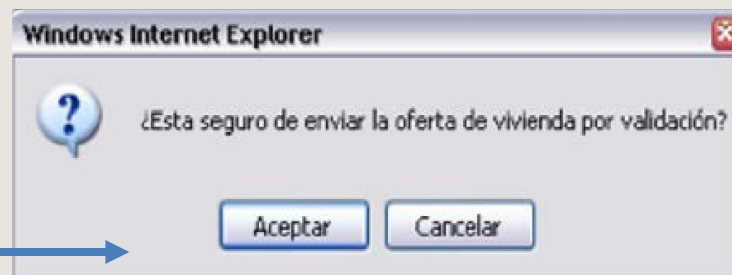 Windows Internet Explorer
¿Esta seguro de enviar la oferta de vivienda por validación?
Aceptar Cancelar